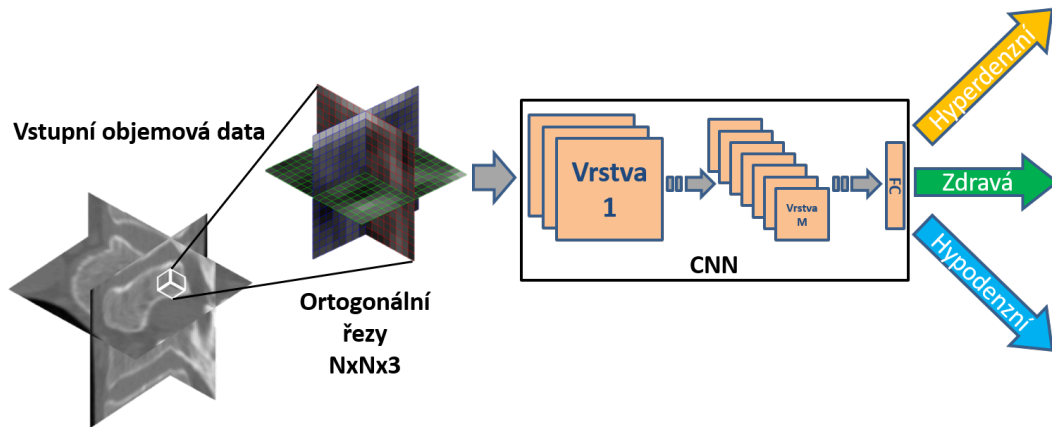 Vstupní objemová data
Ortogonální
řezy
NxNx3
Vrstva
1
Vrstva
M
FC
CNN
Hyperdenzní
Zdravá
Hypodenzní